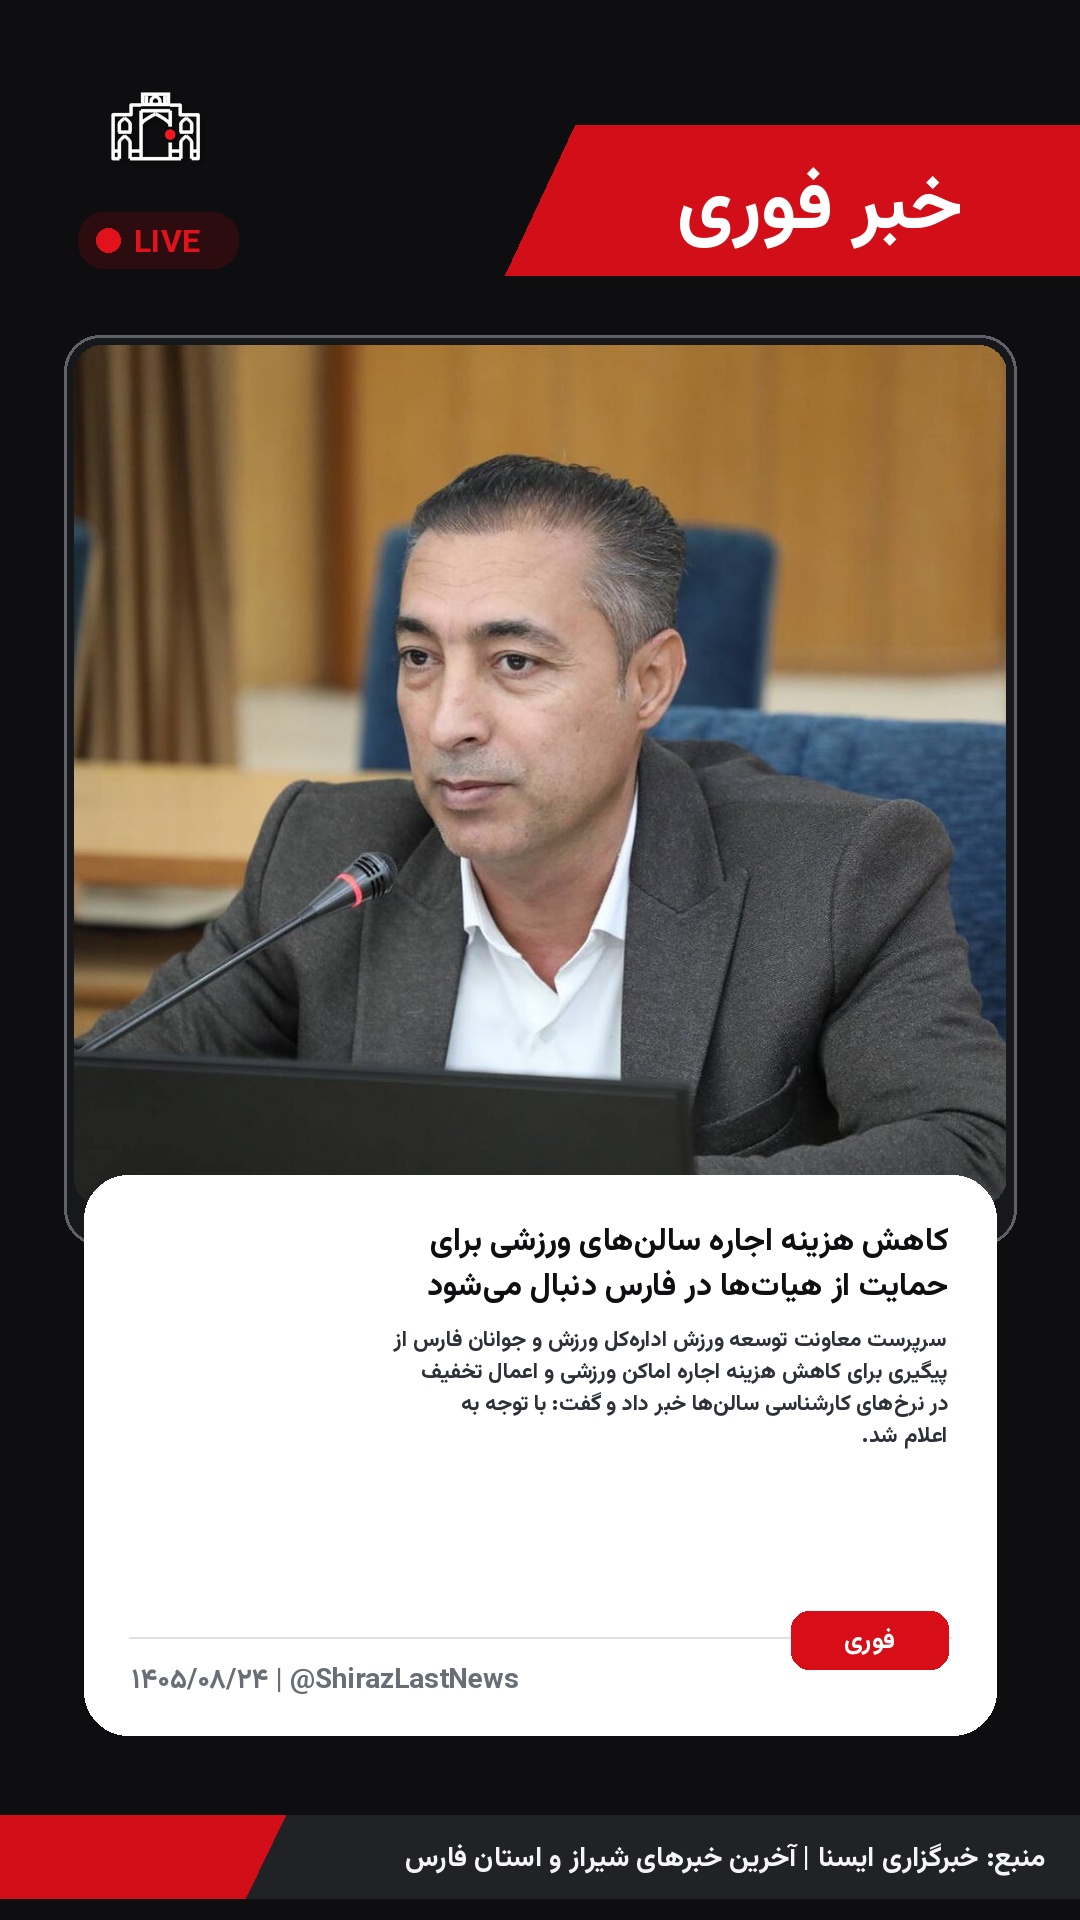 خبر فوری
LIVE
کاهش هزینه اجاره سالن‌های ورزشی برای
حمایت از هیات‌ها در فارس دنبال می‌شود
سرپرست معاونت توسعه ورزش اداره‌کل ورزش و جوانان فارس از
پیگیری برای کاهش هزینه اجاره اماکن ورزشی و اعمال تخفیف
در نرخ‌های کارشناسی سالن‌ها خبر داد و گفت: با توجه به
اعلام شد.
فوری
۱۴۰۵/۰۸/۲۴ | @ShirazLastNews
منبع: خبرگزاری ایسنا | آخرین خبرهای شیراز و استان فارس